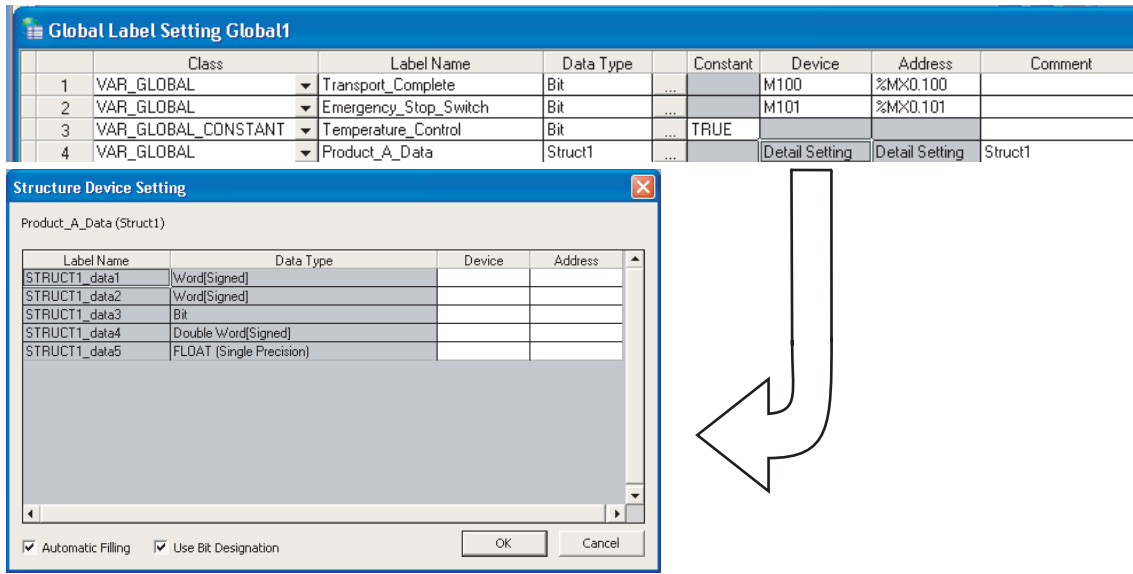 Global Label Setting Global1
Class Label Name Data Type Constant Device Address Comment
1 VAR_GLOBAL Transport_Complete Bit ... M100 %MX0.100
2 VAR_GLOBAL Emergency_Stop_Switch Bit ... M101 %MX0.101
3 VAR_GLOBAL_CONSTANT Temperature_Control Bit ... TRUE
4 VAR_GLOBAL Product_A_Data Struct1 ... Detail Setting Detail Setting Struct1
Structure Device Setting
Product_A_Data (Struct1)
Label Name Data Type Device Address
STRUCT1_data1 Word[Signed]
STRUCT1_data2 Word[Signed]
STRUCT1_data3 Bit
STRUCT1_data4 Double Word[Signed]
STRUCT1_data5 FLOAT (Single Precision)
Automatic Filling Use Bit Designation OK Cancel